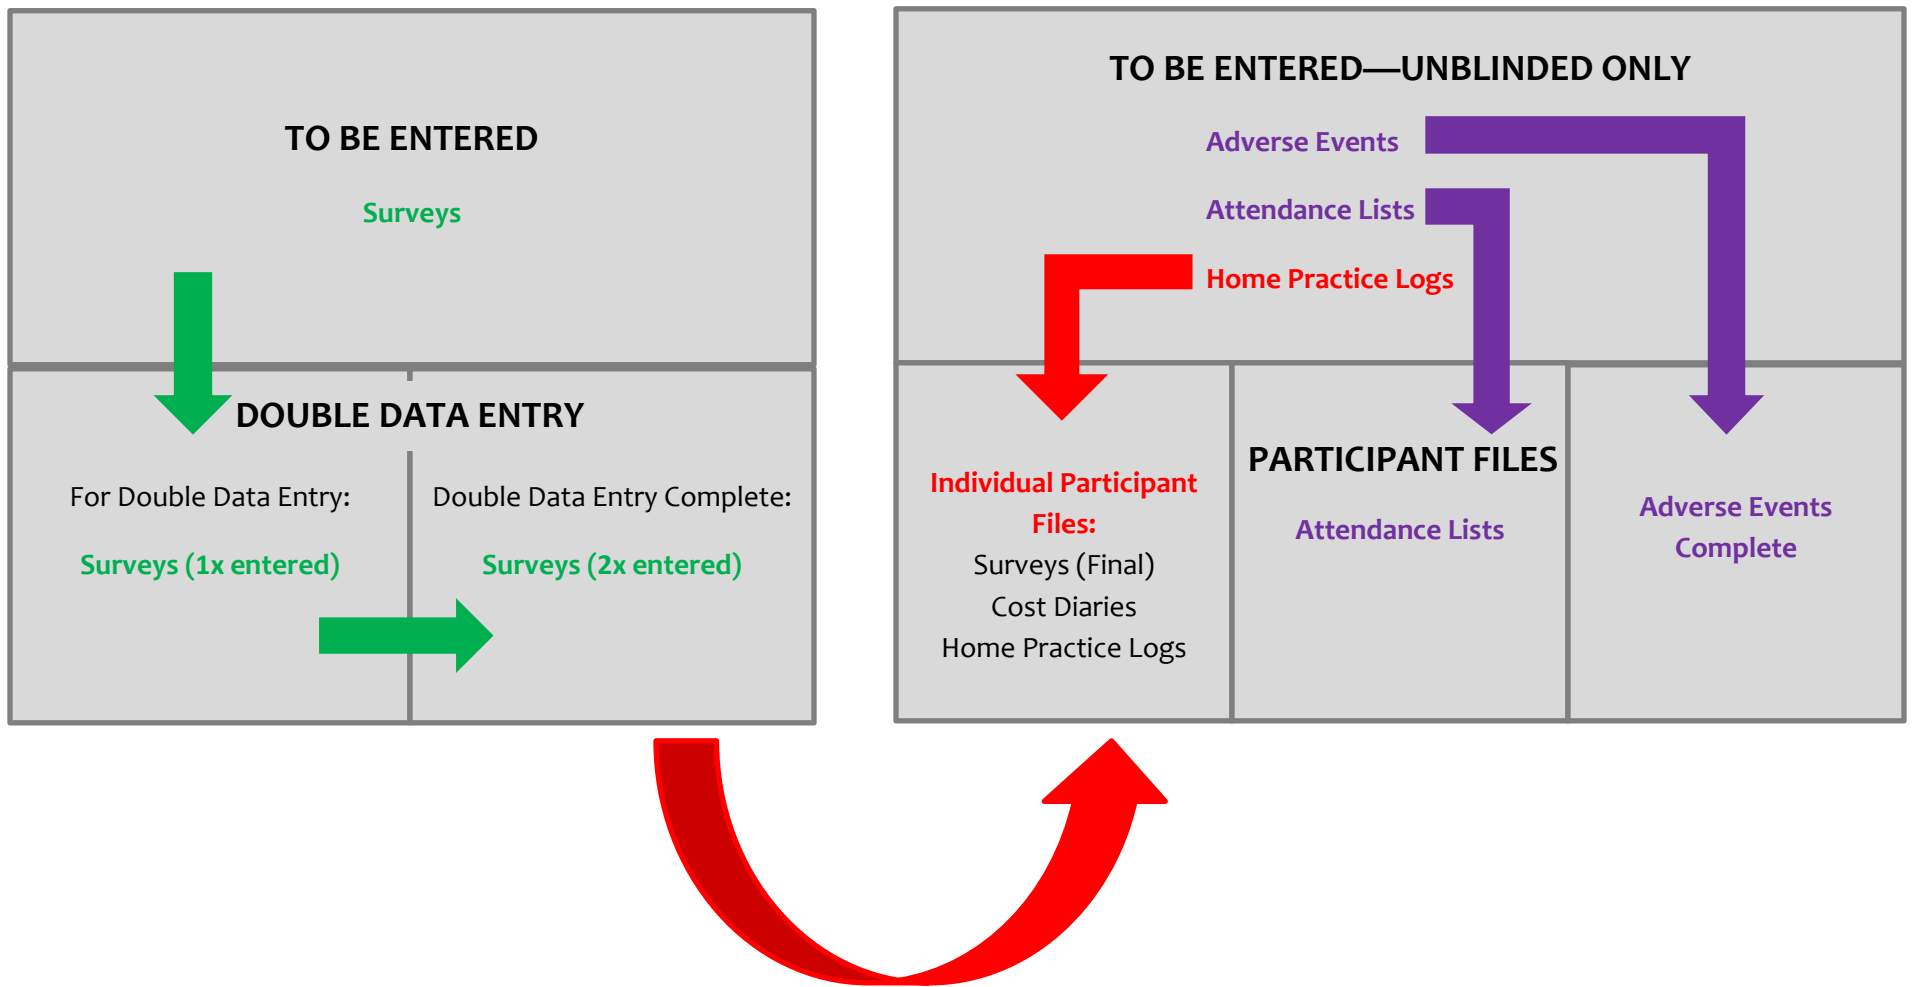 TO BE ENTERED
Surveys
DOUBLE DATA ENTRY
For Double Data Entry:
Surveys (1x entered)
Double Data Entry Complete:
Surveys (2x entered)
TO BE ENTERED—UNBLINDED ONLY
Adverse Events
Attendance Lists
Home Practice Logs
Individual Participant
Files:
Surveys (Final)
Cost Diaries
Home Practice Logs
PARTICIPANT FILES
Attendance Lists
Adverse Events
Complete